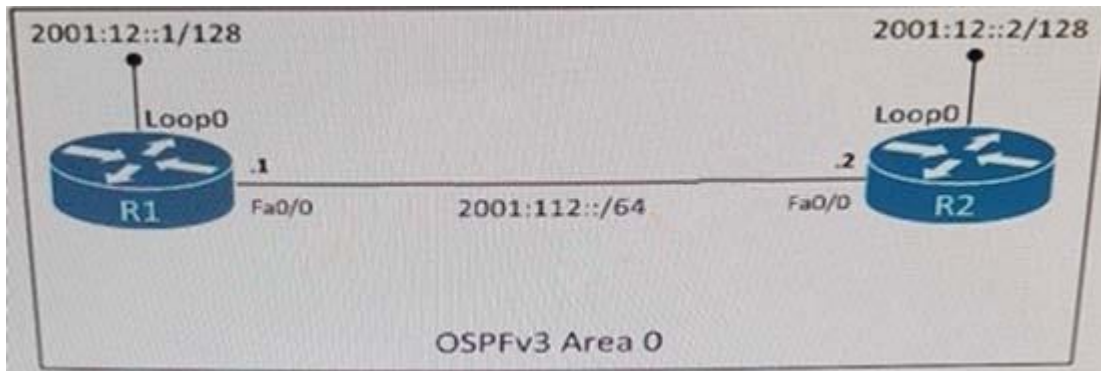 2001:12::1/128
2001:12::2/128
Loop0
Loop0
.1
.2
R1
Fa0/0
2001:112::/64
Fa0/0
R2
OSPFv3 Area 0